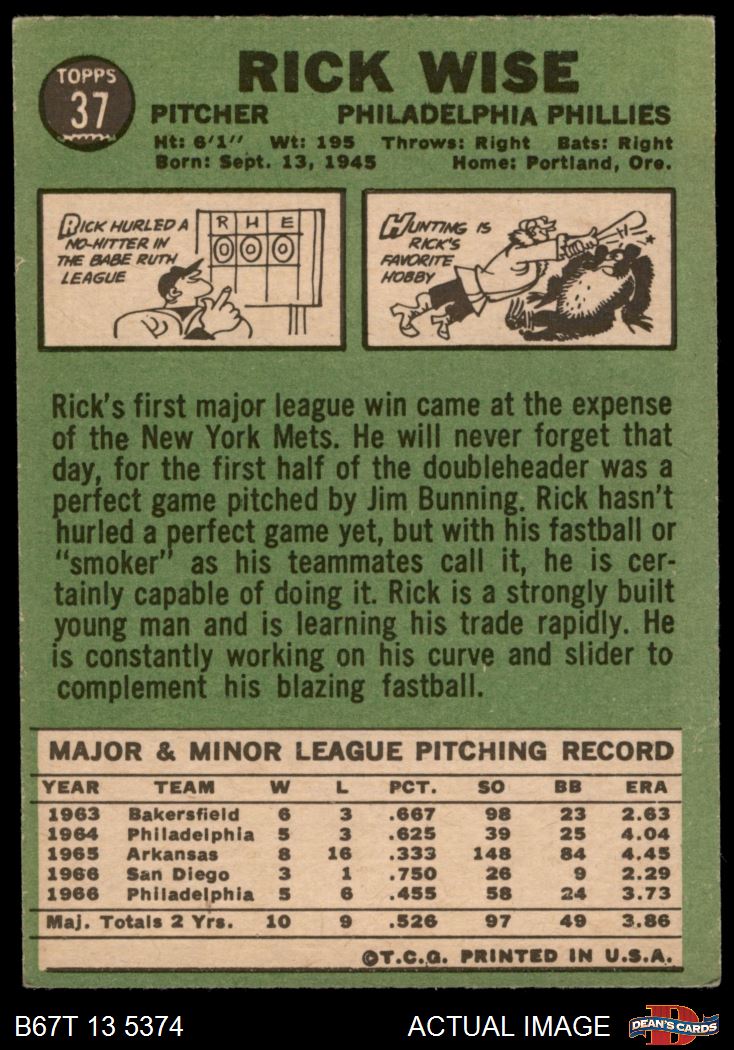 TOPPS
37
RICK WISE
PITCHER PHILADELPHIA PHILLIES
Ht: 6'1" Wt: 195 Throws: Right Bats: Right
Born: Sept. 13, 1945 Home: Portland, Ore.
RICK HURLED A
NO-HITTER IN
THE BABE RUTH
LEAGUE
R H E
0 0 0
HUNTING IS
RICK'S
FAVORITE
HOBBY
Rick's first major league win came at the expense
of the New York Mets. He will never forget that
day, for the first half of the doubleheader was a
perfect game pitched by Jim Bunning. Rick hasn't
hurled a perfect game yet, but with his fastball or
"smoker" as his teammates call it, he is cer-
tainly capable of doing it. Rick is a strongly built
young man and is learning his trade rapidly. He
is constantly working on his curve and slider to
complement his blazing fastball.
MAJOR & MINOR LEAGUE PITCHING RECORD
YEAR TEAM W L PCT. SO BB ERA
1963 Bakersfield 6 3 .667 98 23 2.63
1964 Philadelphia 5 3 .625 39 25 4.04
1965 Arkansas 8 16 .333 148 84 4.45
1966 San Diego 3 1 .750 26 9 2.29
1966 Philadelphia 5 6 .455 58 24 3.73
Maj. Totals 2 Yrs. 10 9 .526 97 49 3.86
©T.C.G. PRINTED IN U.S.A.
B67T 13 5374 ACTUAL IMAGE
D
DEAN'S CARDS